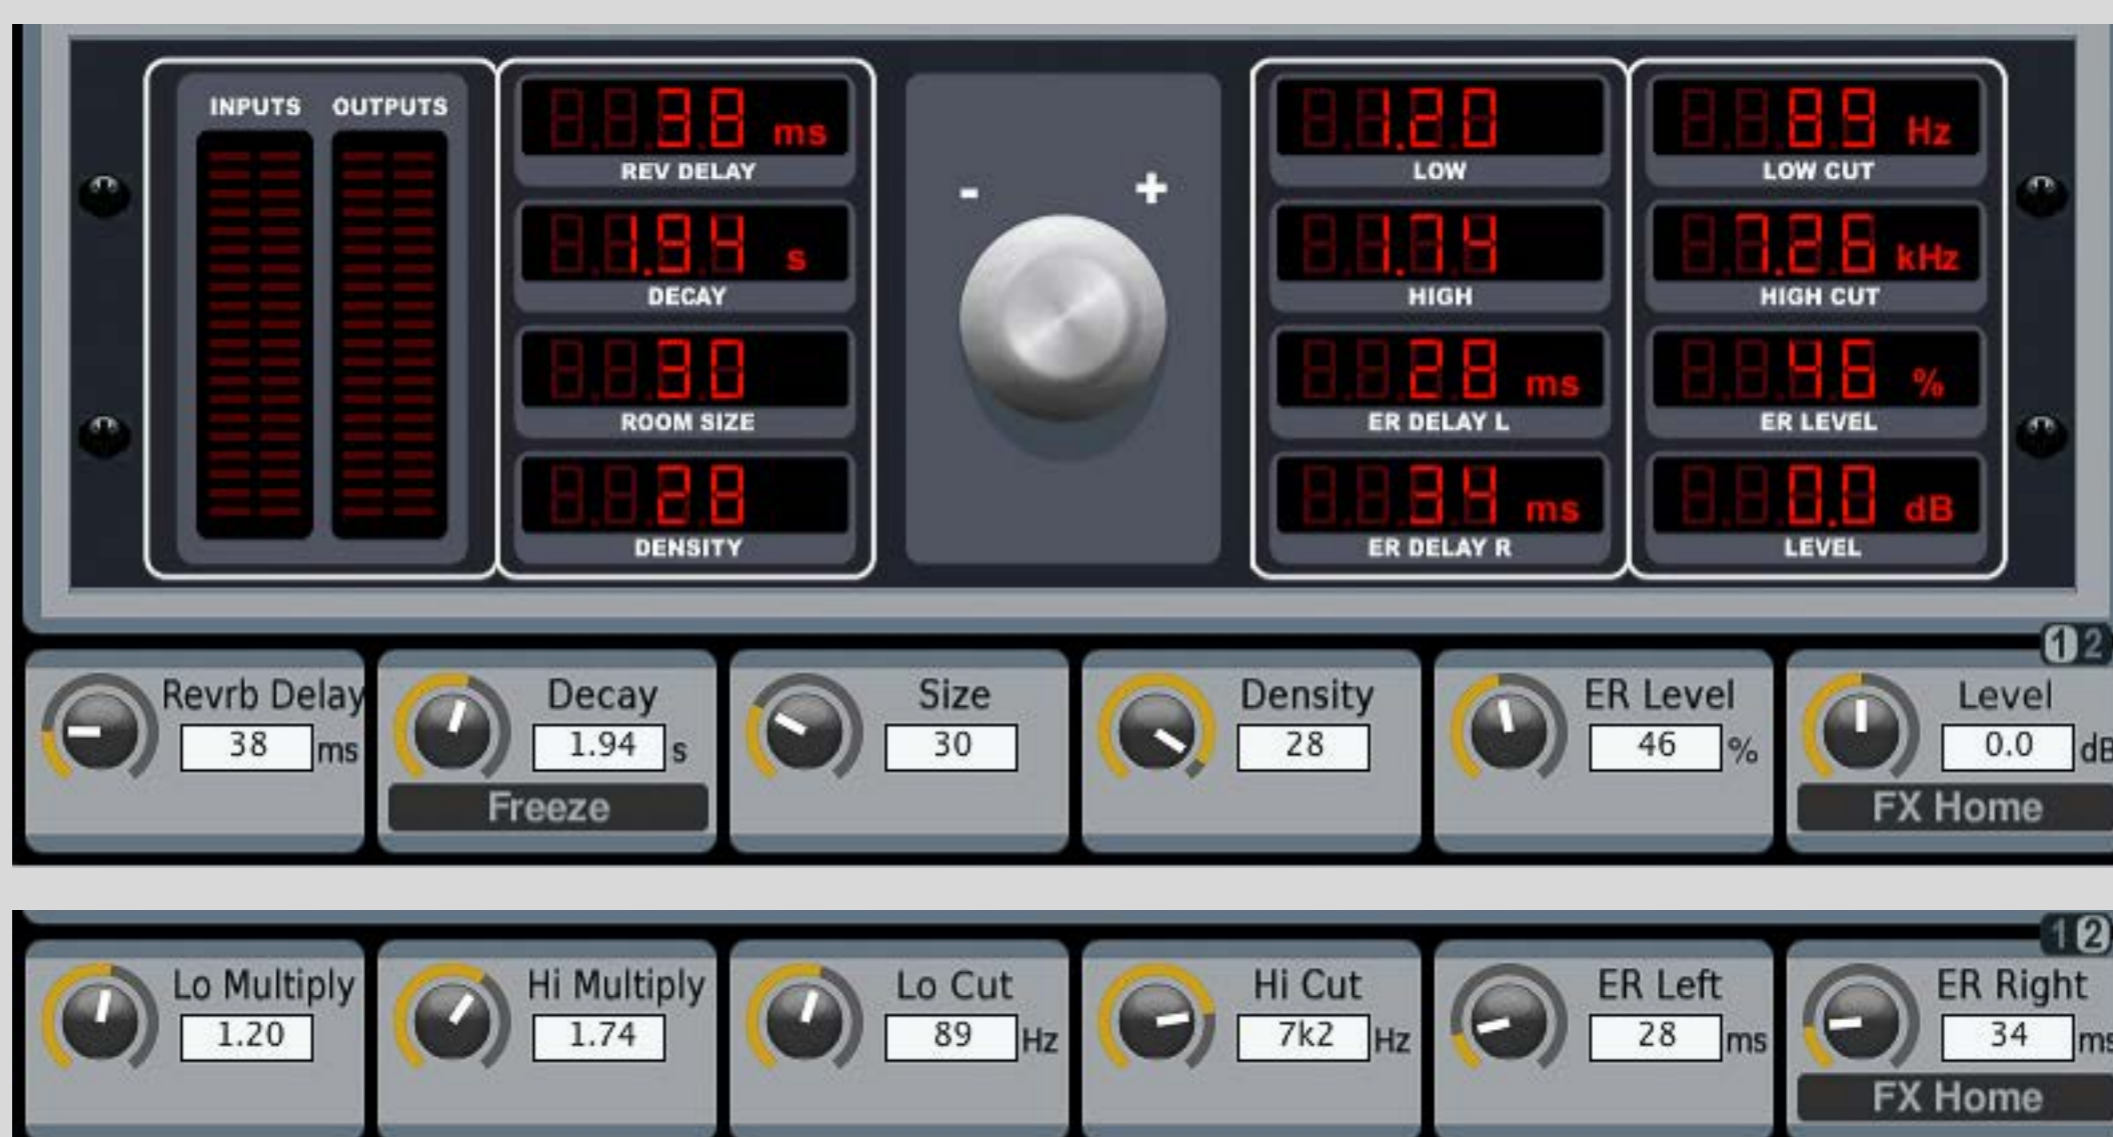 INPUTS OUTPUTS
38 ms
REV DELAY
1.94 s
DECAY
30
ROOM SIZE
28
DENSITY
- +
1.20
LOW
1.74
HIGH
28 ms
ER DELAY L
34 ms
ER DELAY R
89 Hz
LOW CUT
7.26 kHz
HIGH CUT
46 %
ER LEVEL
0.0 dB
LEVEL
1 2
Revrb Delay
38 ms
Decay
1.94 s
Freeze
Size
30
Density
28
ER Level
46 %
Level
0.0 dB
FX Home
1 2
Lo Multiply
1.20
Hi Multiply
1.74
Lo Cut
89 Hz
Hi Cut
7k2 Hz
ER Left
28 ms
ER Right
34 ms
FX Home